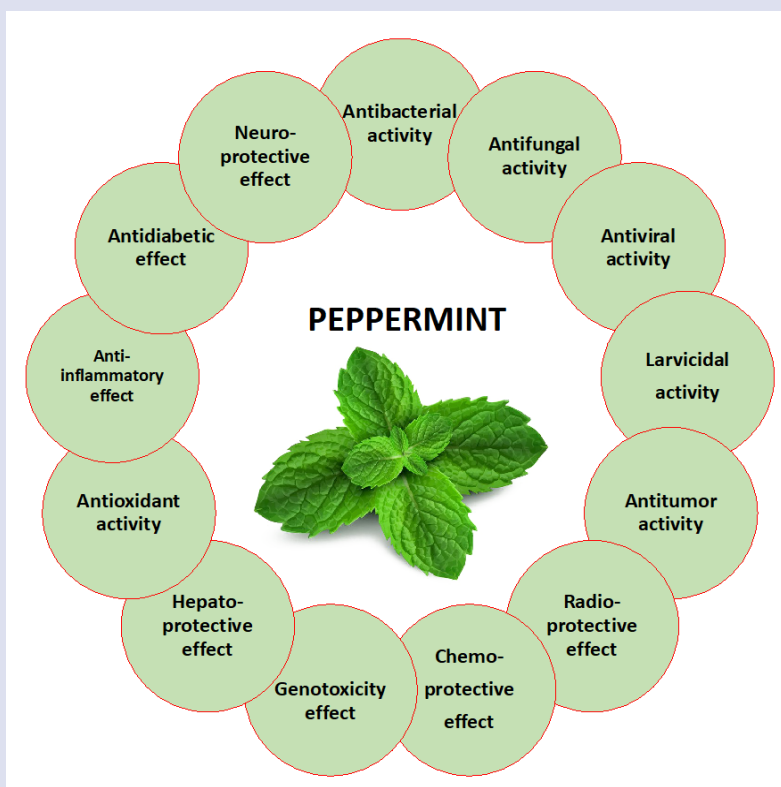 Antibacterial
activity
Antifungal
activity
Antiviral
activity
Larvicidal
activity
Antitumor
activity
Radio-
protective
effect
Chemo-
protective
effect
Genotoxicity
effect
Hepato-
protective
effect
Antioxidant
activity
Anti-
inflammatory
effect
Antidiabetic
effect
Neuro-
protective
effect
PEPPERMINT